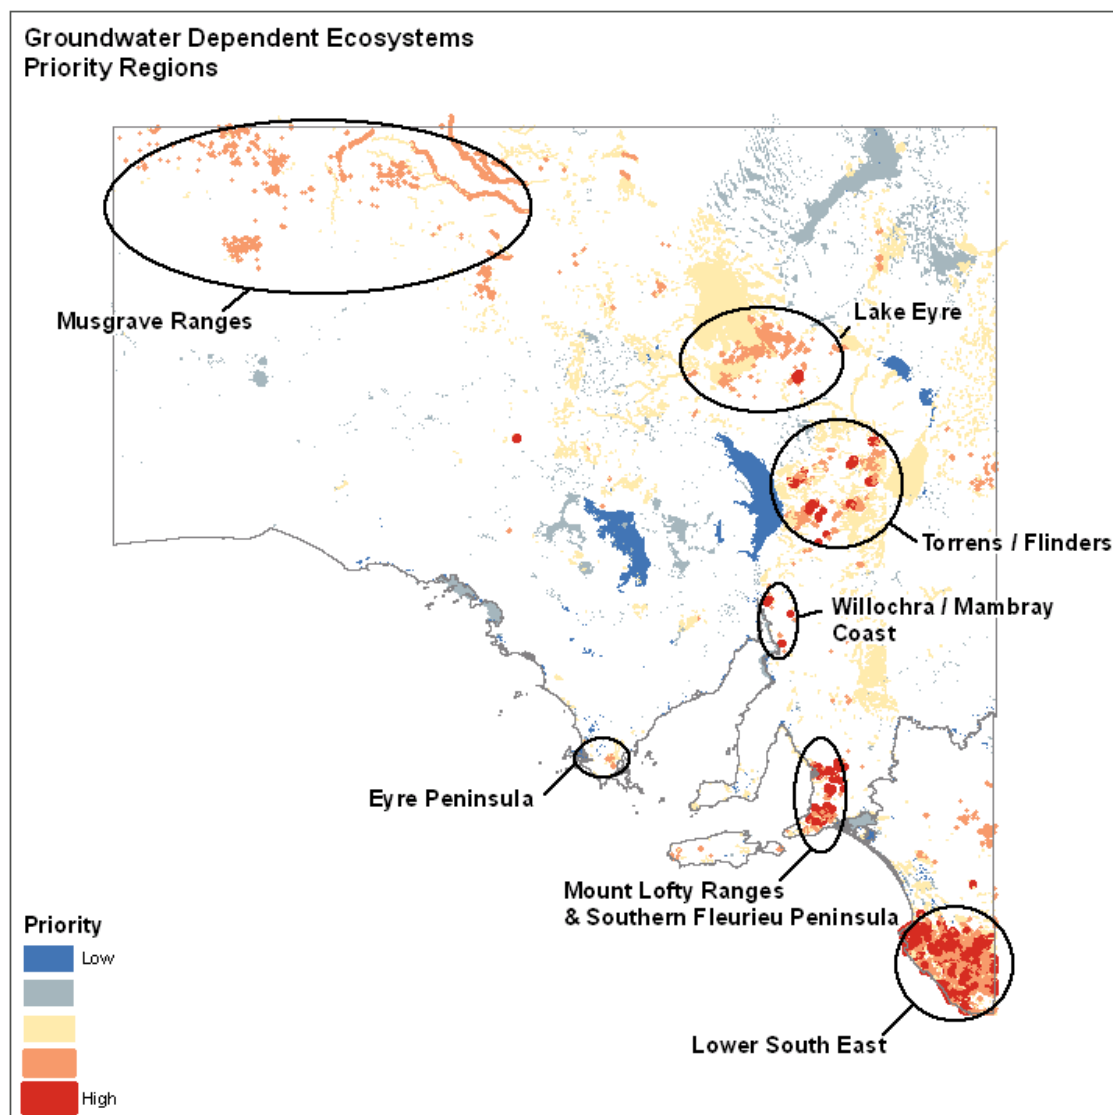 Groundwater Dependent Ecosystems
Priority Regions
Musgrave Ranges
Lake Eyre
Torrens / Flinders
Willochra / Mambray
Coast
Eyre Peninsula
Mount Lofty Ranges
& Southern Fleurieu Peninsula
Lower South East
Priority
Low
High